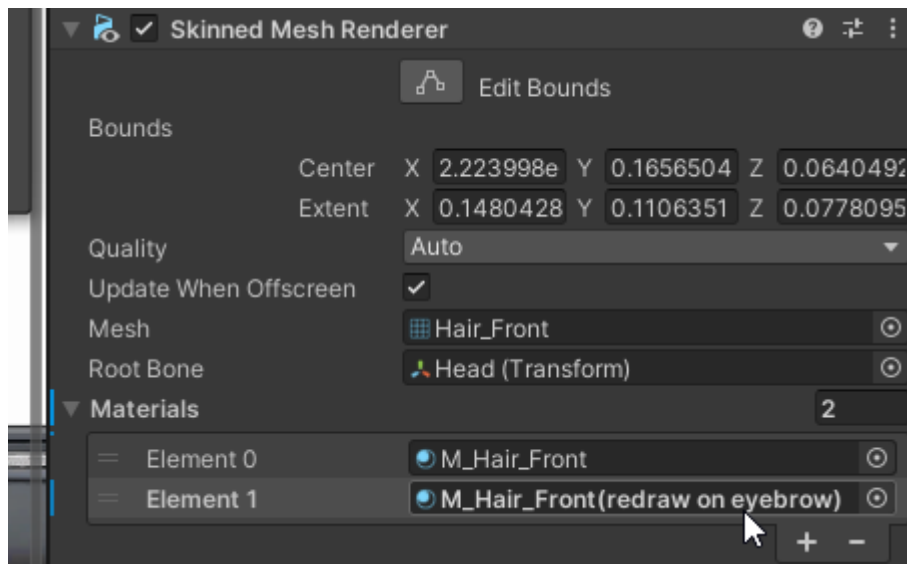 Skinned Mesh Renderer
Edit Bounds
Bounds
Center X 2.223998e Y 0.1656504 Z 0.0640492
Extent X 0.1480428 Y 0.1106351 Z 0.0778095
Quality Auto
Update When Offscreen
Mesh Hair_Front
Root Bone Head (Transform)
Materials 2
Element 0 M_Hair_Front
Element 1 M_Hair_Front(redraw on eyebrow)